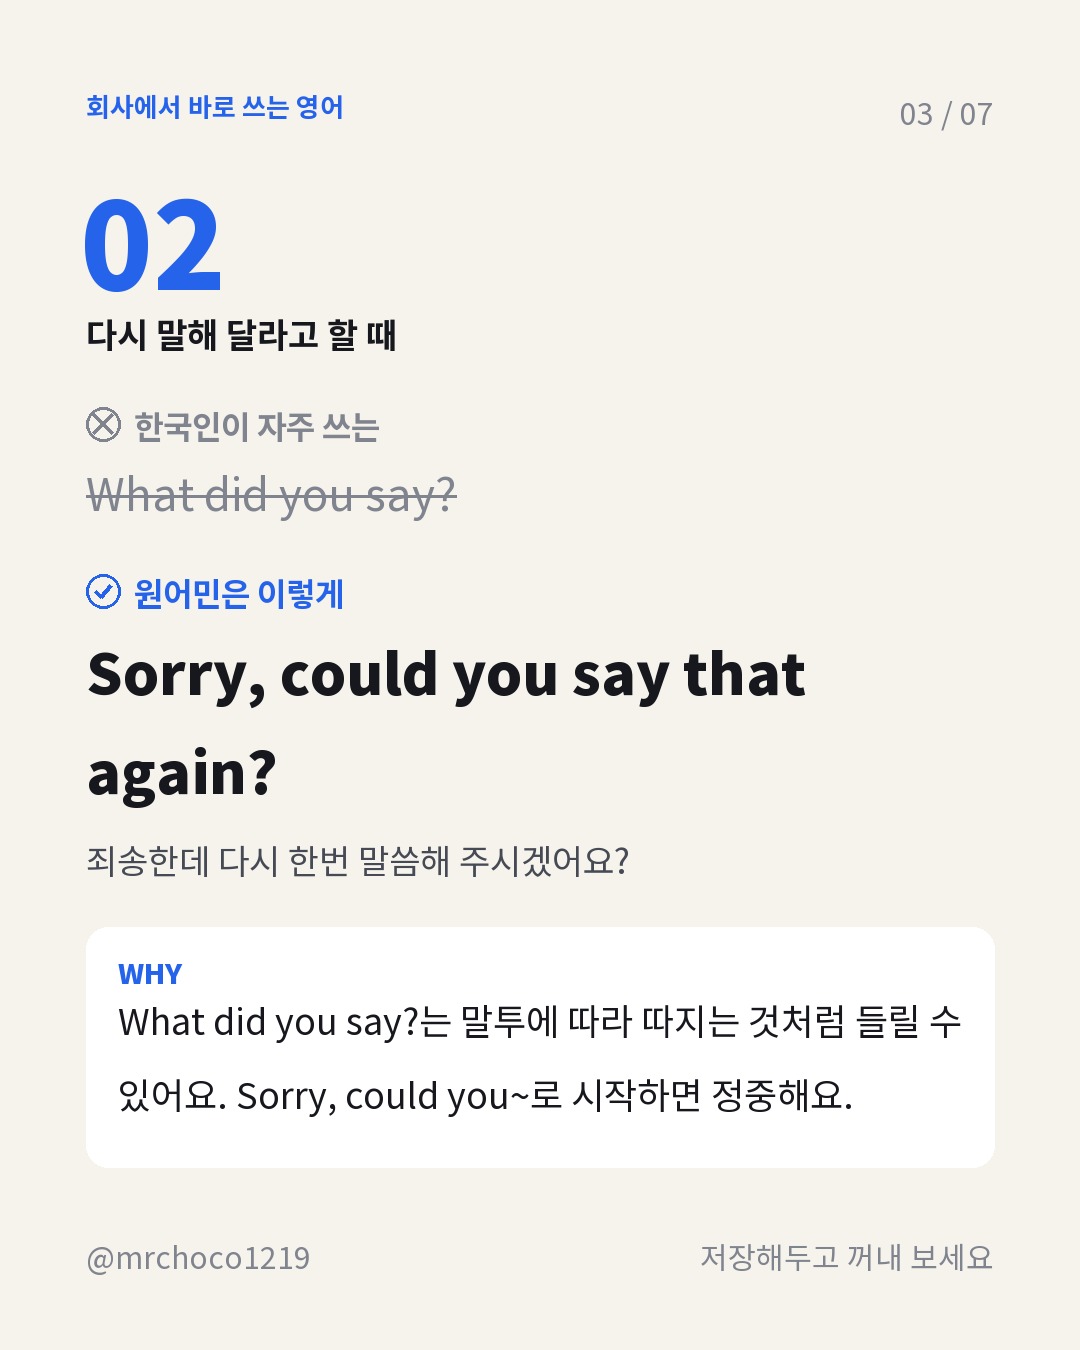 회사에서 바로 쓰는 영어
03 / 07
02
다시 말해 달라고 할 때
한국인이 자주 쓰는
What did you say?
원어민은 이렇게
Sorry, could you say that
again?
죄송한데 다시 한번 말씀해 주시겠어요?
WHY
What did you say?는 말투에 따라 따지는 것처럼 들릴 수
있어요. Sorry, could you~로 시작하면 정중해요.
@mrchoco1219
저장해두고 꺼내 보세요